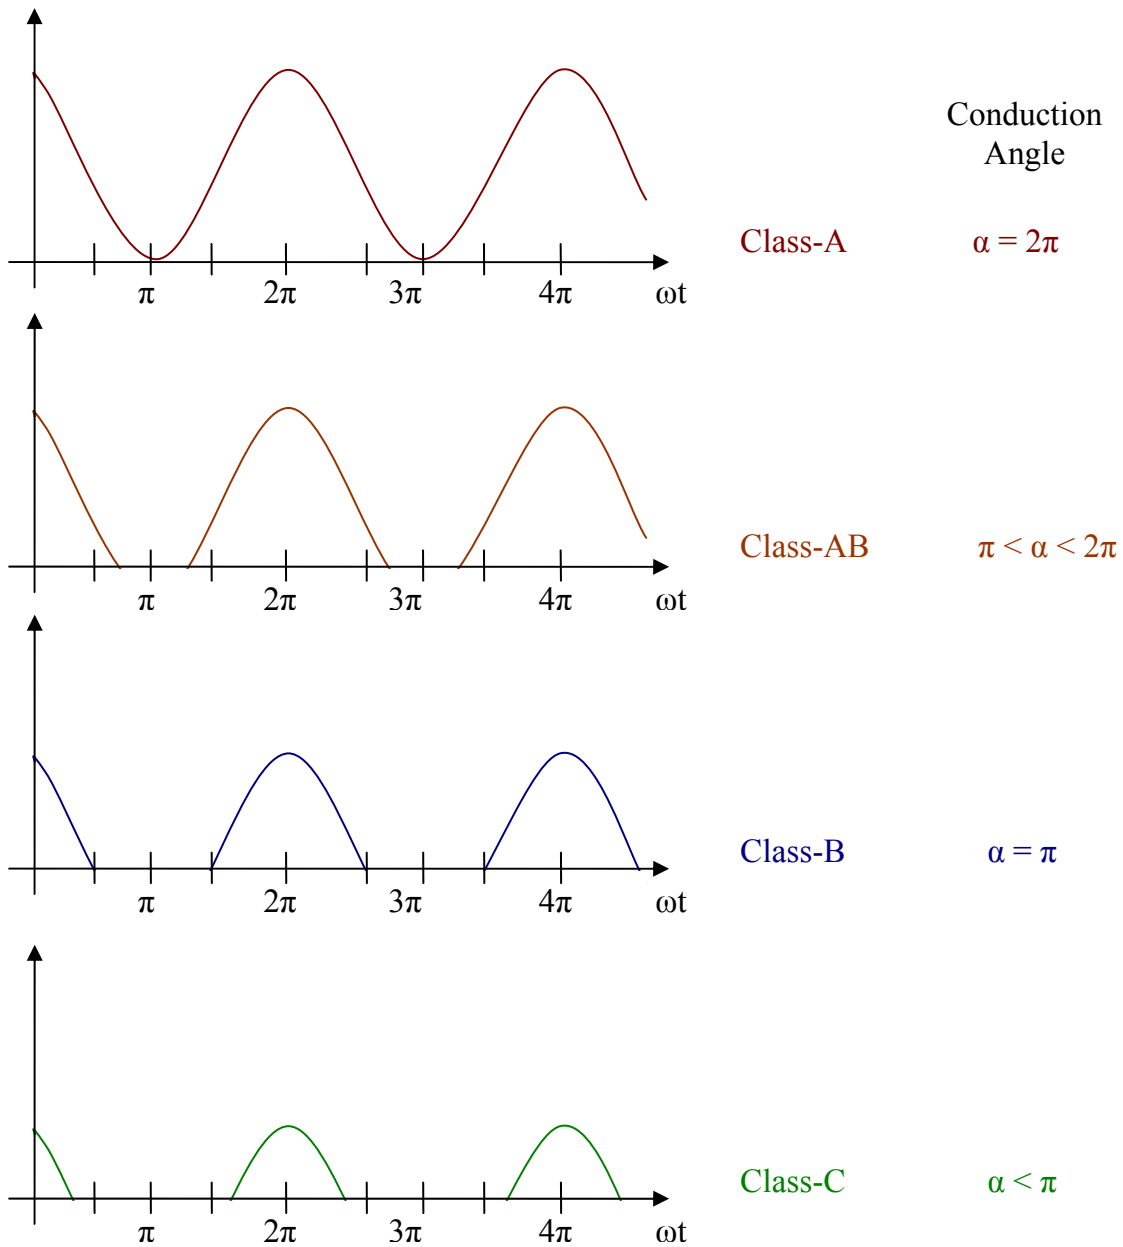 Conduction
Angle
Class-A α = 2π
π 2π 3π 4π ωt
Class-AB π < α < 2π
π 2π 3π 4π ωt
Class-B α = π
π 2π 3π 4π ωt
Class-C α < π
π 2π 3π 4π ωt